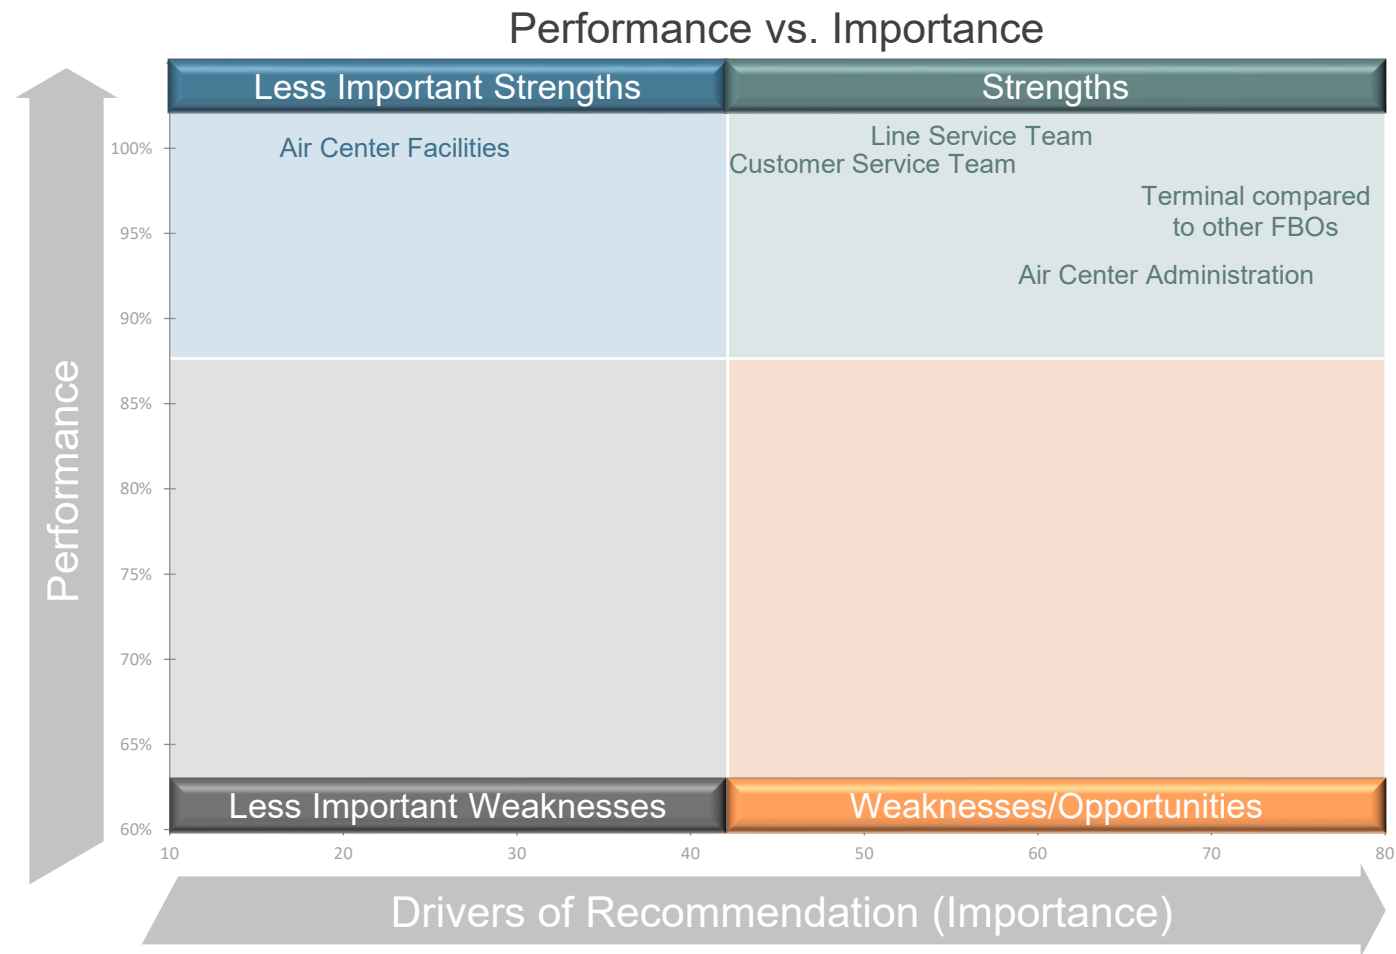 Performance vs. Importance
Less Important Strengths
Strengths
Air Center Facilities
Line Service Team
Customer Service Team
Terminal compared
to other FBOs
Air Center Administration
100%
95%
90%
85%
80%
75%
70%
65%
60%
Performance
Less Important Weaknesses
Weaknesses/Opportunities
10 20 30 40 50 60 70 80
Drivers of Recommendation (Importance)